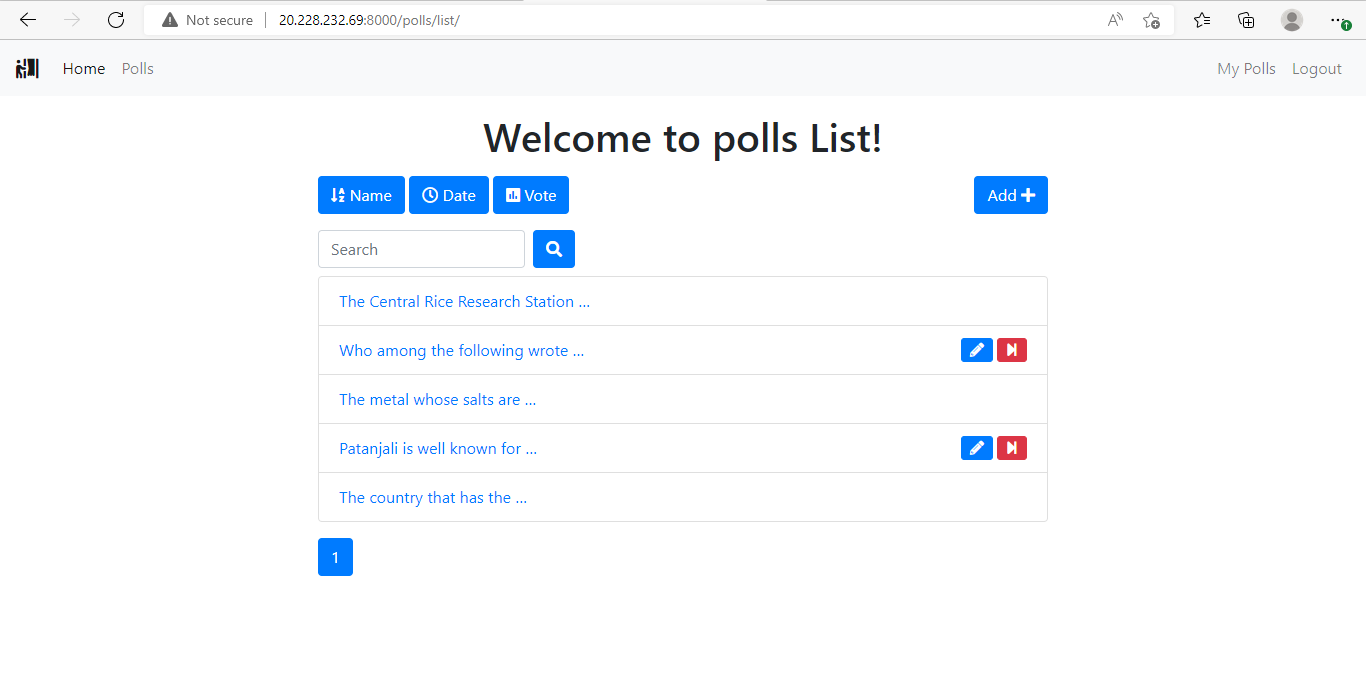 Not secure | 20.228.232.69:8000/polls/list/
Home Polls My Polls Logout
Welcome to polls List!
Name Date Vote Add +
Search
The Central Rice Research Station ...
Who among the following wrote ...
The metal whose salts are ...
Patanjali is well known for ...
The country that has the ...
1